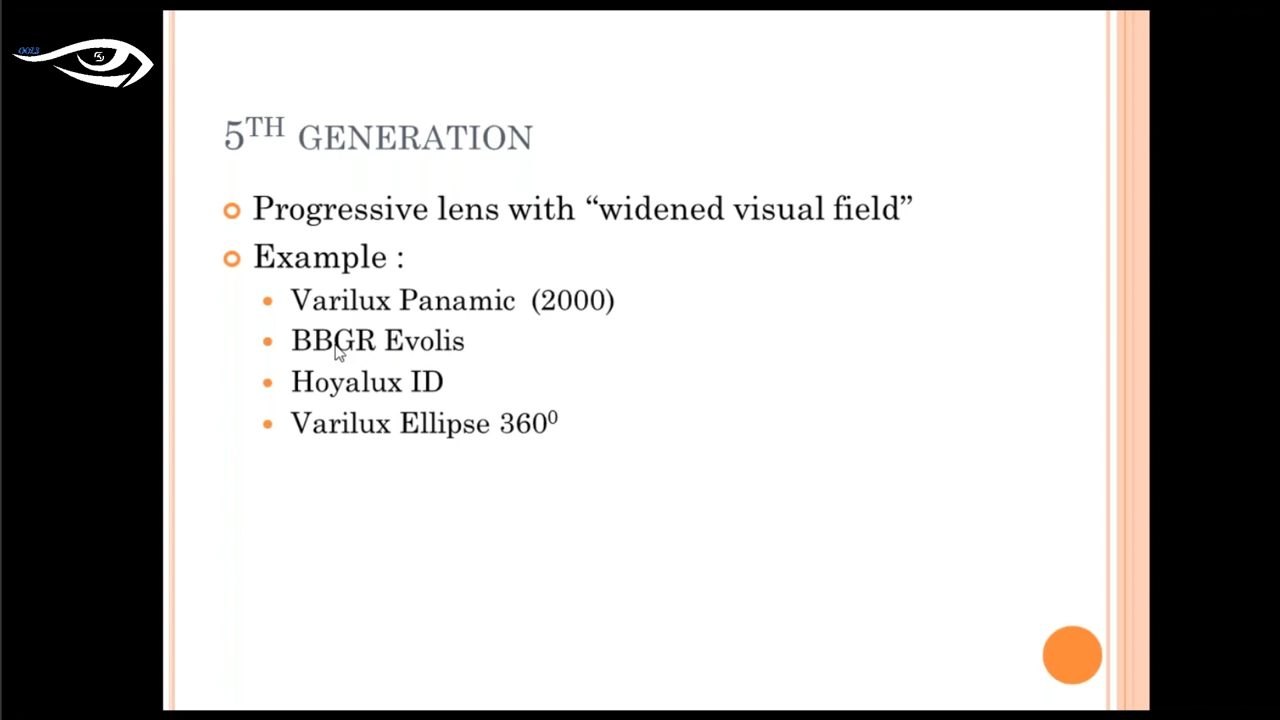 5TH GENERATION
Progressive lens with “widened visual field”
Example :
Varilux Panamic (2000)
BBGR Evolis
Hoyalux ID
Varilux Ellipse 360⁰